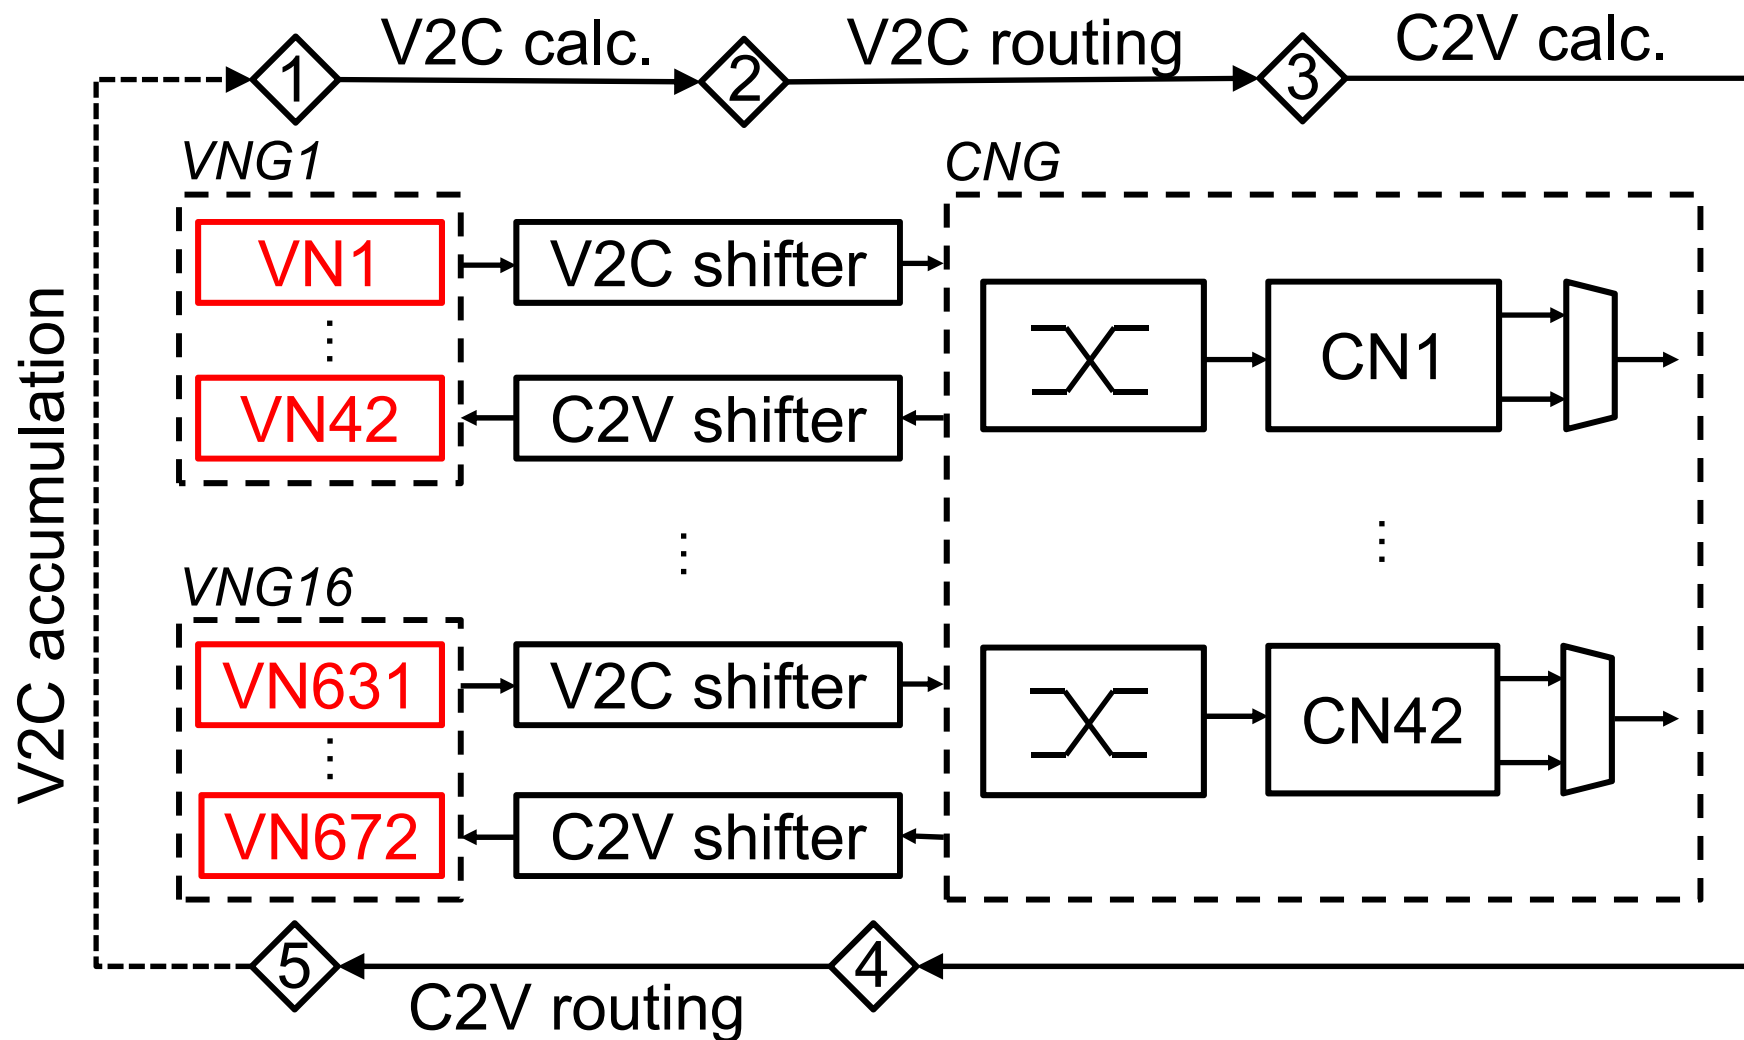 1
V2C calc.
2
V2C routing
3
C2V calc.
VNG1
CNG
VN1
V2C shifter
⋮
CN1
VN42
C2V shifter
V2C accumulation
⋮
⋮
VNG16
VN631
V2C shifter
⋮
CN42
VN672
C2V shifter
5
C2V routing
4